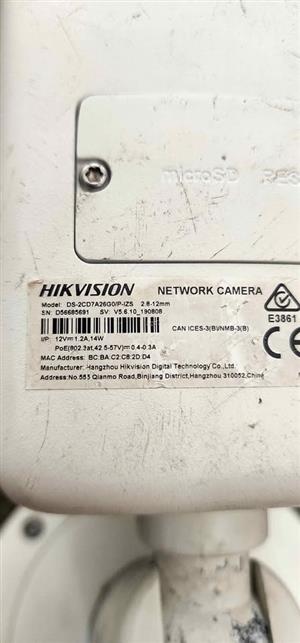 microSD RES
HIKVISION NETWORK CAMERA
Model: DS-2CD7A26G0/P-IZS 2.8-12mm
SN: D56685691 SV: V5.6.10_190808
E3861
CAN ICES-3(B)/NMB-3(B)
I/P: 12V⎓1.2A,14W
PoE(802.3at,42.5-57V)⎓0.4-0.3A
MAC Address: BC:BA:C2:C8:2D:D4
Manufacturer: Hangzhou Hikvision Digital Technology Co.,Ltd.
Address:No.555 Qianmo Road,Binjiang District,Hangzhou 310052,China
CE